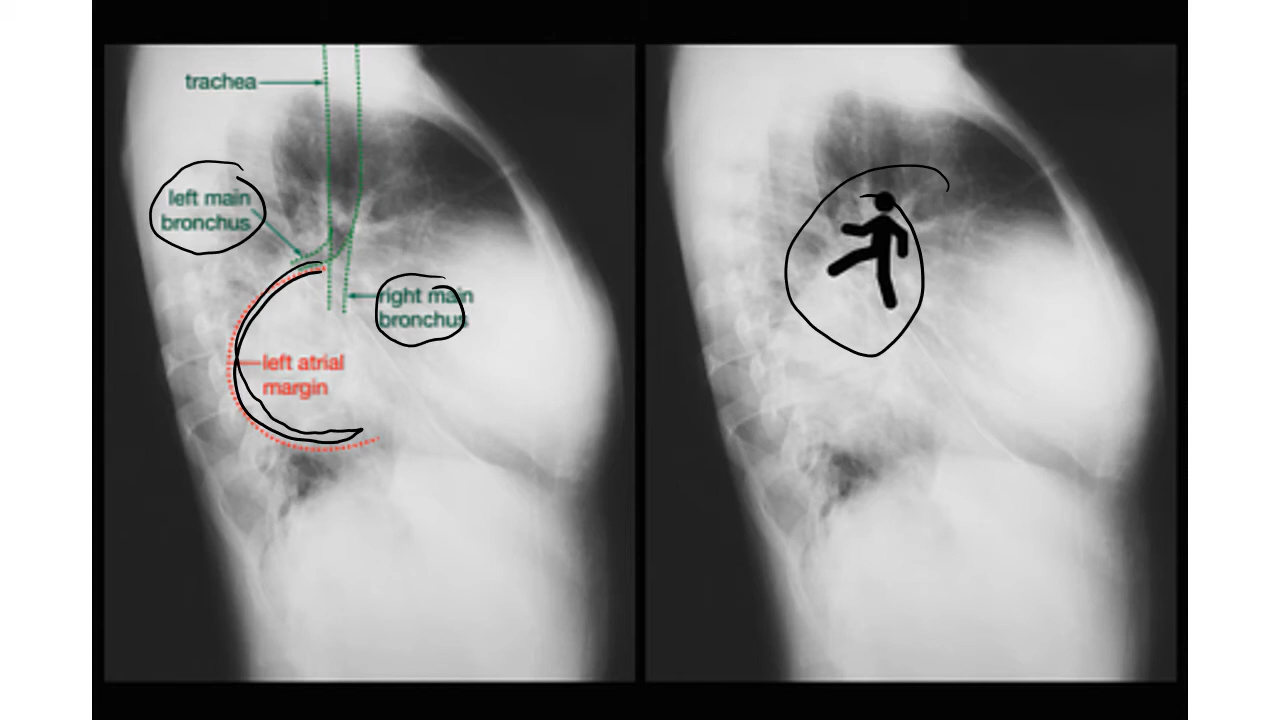 trachea
left main
bronchus
right main
bronchus
left atrial
margin